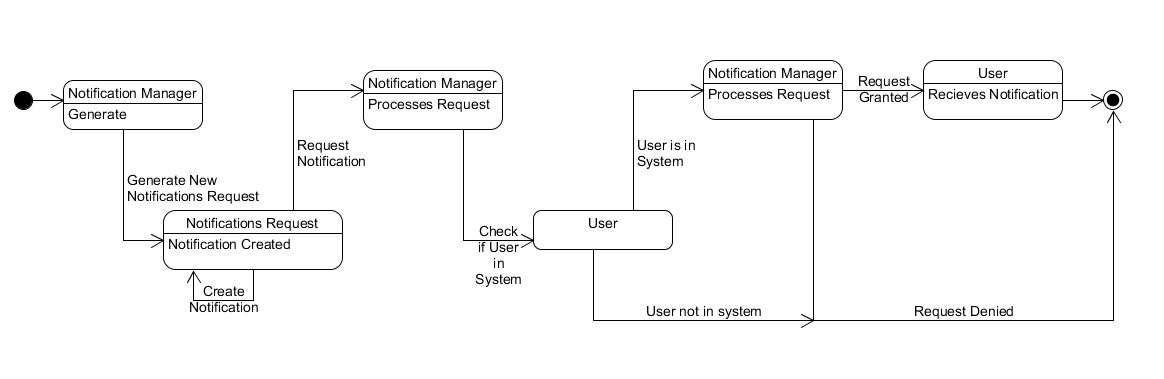 Notification Manager
Generate
Generate New
Notifications Request
Notifications Request
Notification Created
Create
Notification
Request
Notification
Notification Manager
Processes Request
Check
if User
in
System
User
User is in
System
User not in system
Notification Manager
Processes Request
Request
Granted
User
Recieves Notification
Request Denied